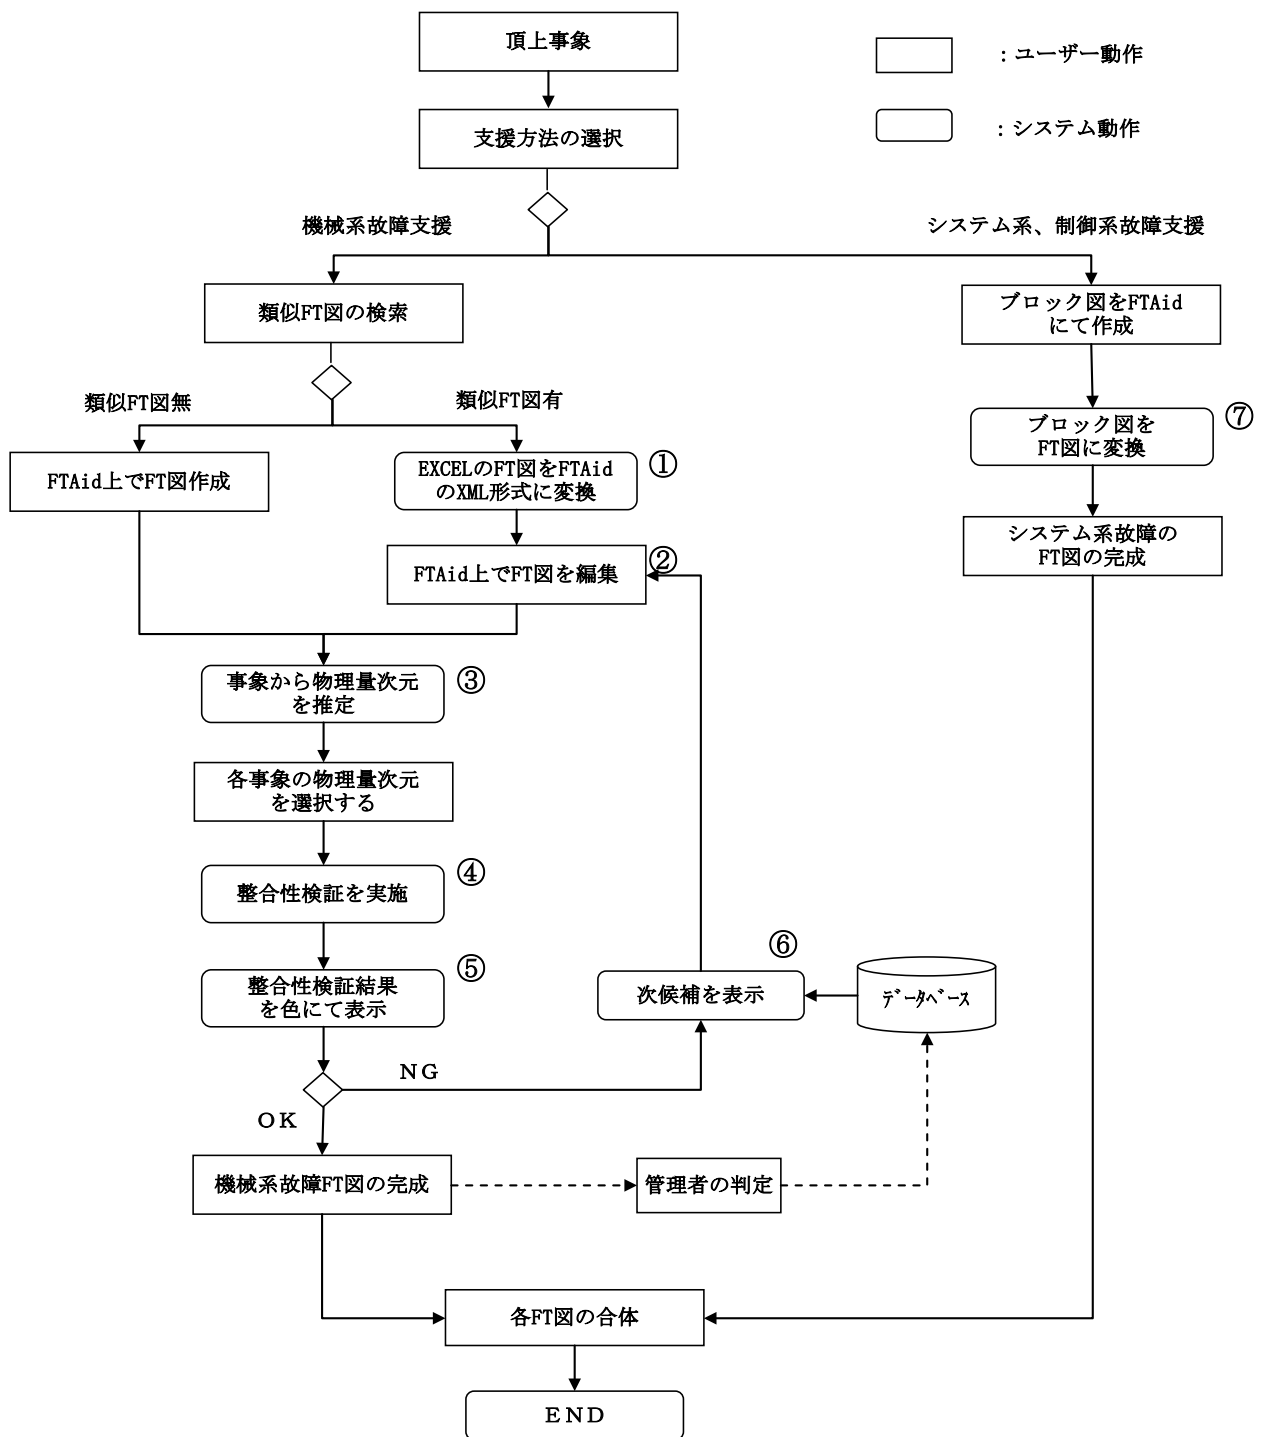 頂上事象
：ユーザー動作
支援方法の選択
：システム動作
機械系故障支援
システム系、制御系故障支援
類似FT図の検索
ブロック図をFTAid
にて作成
類似FT図無
類似FT図有
ブロック図を
FT図に変換
⑦
FTAid上でFT図作成
EXCELのFT図をFTAid
のXML形式に変換
①
システム系故障の
FT図の完成
FTAid上でFT図を編集
②
事象から物理量次元
を推定
③
各事象の物理量次元
を選択する
整合性検証を実施
④
整合性検証結果
を色にて表示
⑤
次候補を表示
⑥
ﾃﾞｰﾀﾍﾞｰｽ
ＮＧ
ＯＫ
機械系故障FT図の完成
管理者の判定
各FT図の合体
ＥＮＤ